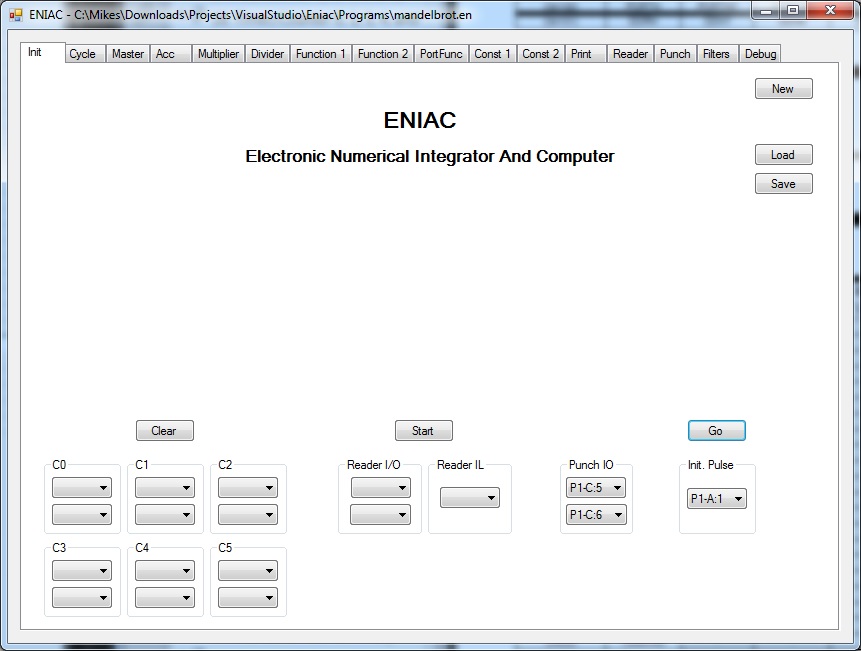 ENIAC - C:\Mikes\Downloads\Projects\VisualStudio\Eniac\Programs\mandelbrot.en
Init Cycle Master Acc Multiplier Divider Function 1 Function 2 PortFunc Const 1 Const 2 Print Reader Punch Filters Debug
New
ENIAC
Electronic Numerical Integrator And Computer
Load
Save
Clear Start Go
C0 C1 C2 Reader I/O Reader IL Punch IO Init. Pulse
P1-C:5
P1-A:1
P1-C:6
C3 C4 C5